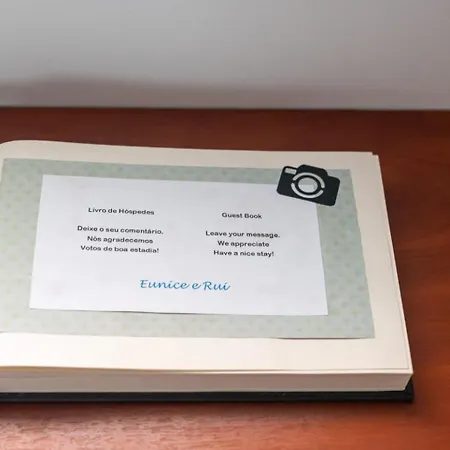 Livro de Hóspedes
Deixe o seu comentário.
Nós agradecemos
Votos de boa estadia!
Guest Book
Leave your message.
We appreciate
Have a nice stay!
Eunice e Rui